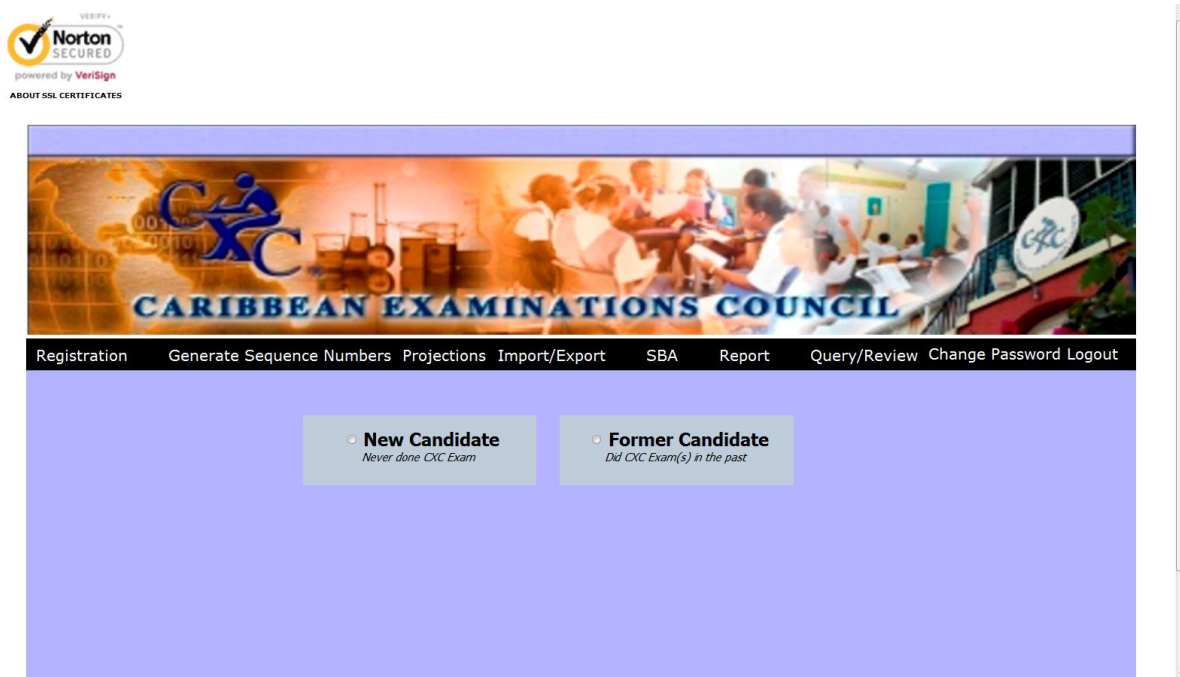 VERIFY+
Norton
SECURED
powered by VeriSign
ABOUT SSL CERTIFICATES
CXC
CARIBBEAN EXAMINATIONS COUNCIL
CXC
Registration Generate Sequence Numbers Projections Import/Export SBA Report Query/Review Change Password Logout
New Candidate
Never done CXC Exam
Former Candidate
Did CXC Exam(s) in the past